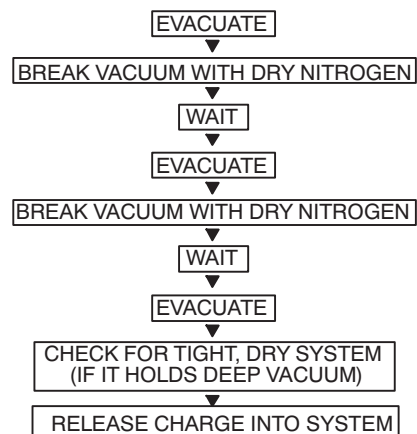 EVACUATE
BREAK VACUUM WITH DRY NITROGEN
WAIT
EVACUATE
BREAK VACUUM WITH DRY NITROGEN
WAIT
EVACUATE
CHECK FOR TIGHT, DRY SYSTEM
(IF IT HOLDS DEEP VACUUM)
RELEASE CHARGE INTO SYSTEM